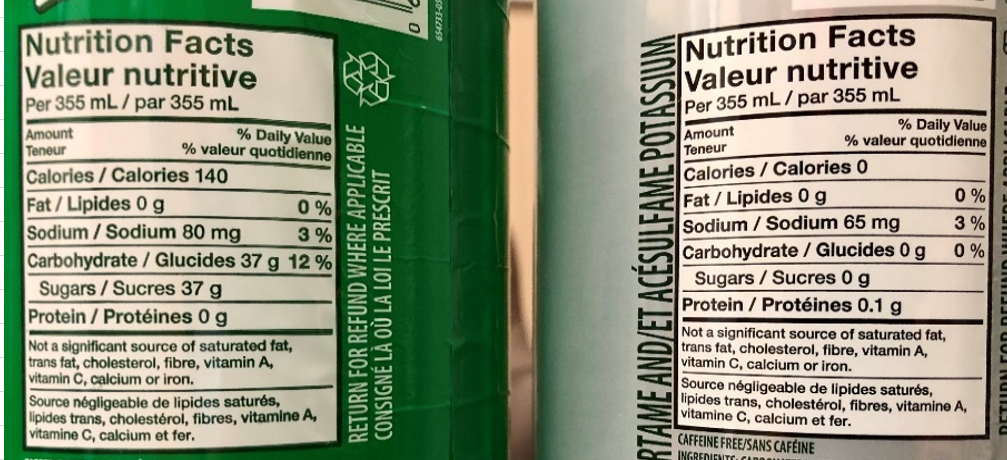 Nutrition Facts
Valeur nutritive
Per 355 mL / par 355 mL
Amount
Teneur
% Daily Value
% valeur quotidienne
Calories / Calories 140
Fat / Lipides 0 g 0 %
Sodium / Sodium 80 mg 3 %
Carbohydrate / Glucides 37 g 12 %
Sugars / Sucres 37 g
Protein / Protéines 0 g
Not a significant source of saturated fat,
trans fat, cholesterol, fibre, vitamin A,
vitamin C, calcium or iron.
Source négligeable de lipides saturés,
lipides trans, cholestérol, fibres, vitamine A,
vitamine C, calcium et fer.
RETURN FOR REFUND WHERE APPLICABLE
CONSIGNÉ LÀ OÙ LA LOI LE PRESCRIT
AND/ET ACÉSULFAME POTASSIUM
Nutrition Facts
Valeur nutritive
Per 355 mL / par 355 mL
Amount
Teneur
% Daily Value
% valeur quotidienne
Calories / Calories 0
Fat / Lipides 0 g 0 %
Sodium / Sodium 65 mg 3 %
Carbohydrate / Glucides 0 g 0 %
Sugars / Sucres 0 g
Protein / Protéines 0.1 g
Not a significant source of saturated fat,
trans fat, cholesterol, fibre, vitamin A,
vitamin C, calcium or iron.
Source négligeable de lipides saturés,
lipides trans, cholestérol, fibres, vitamine A,
vitamine C, calcium et fer.
CAFFEINE FREE/SANS CAFÉINE